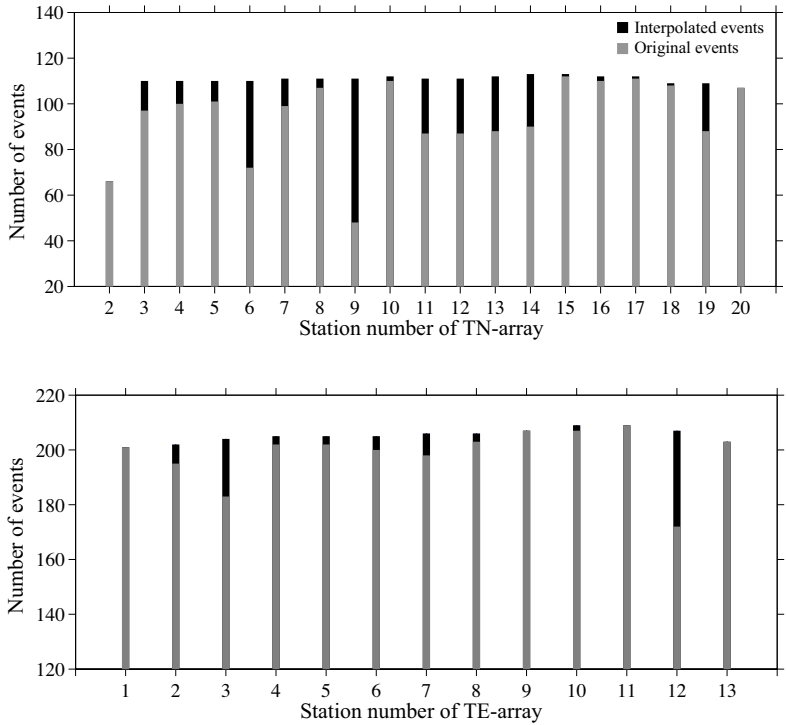 140
120
100
80
60
40
20
Number of events
Interpolated events
Original events
2 3 4 5 6 7 8 9 10 11 12 13 14 15 16 17 18 19 20
Station number of TN-array
220
200
180
160
140
120
Number of events
1 2 3 4 5 6 7 8 9 10 11 12 13
Station number of TE-array